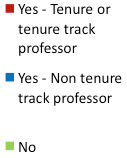 Yes - Tenure or
tenure track
professor
Yes - Non tenure
track professor
No